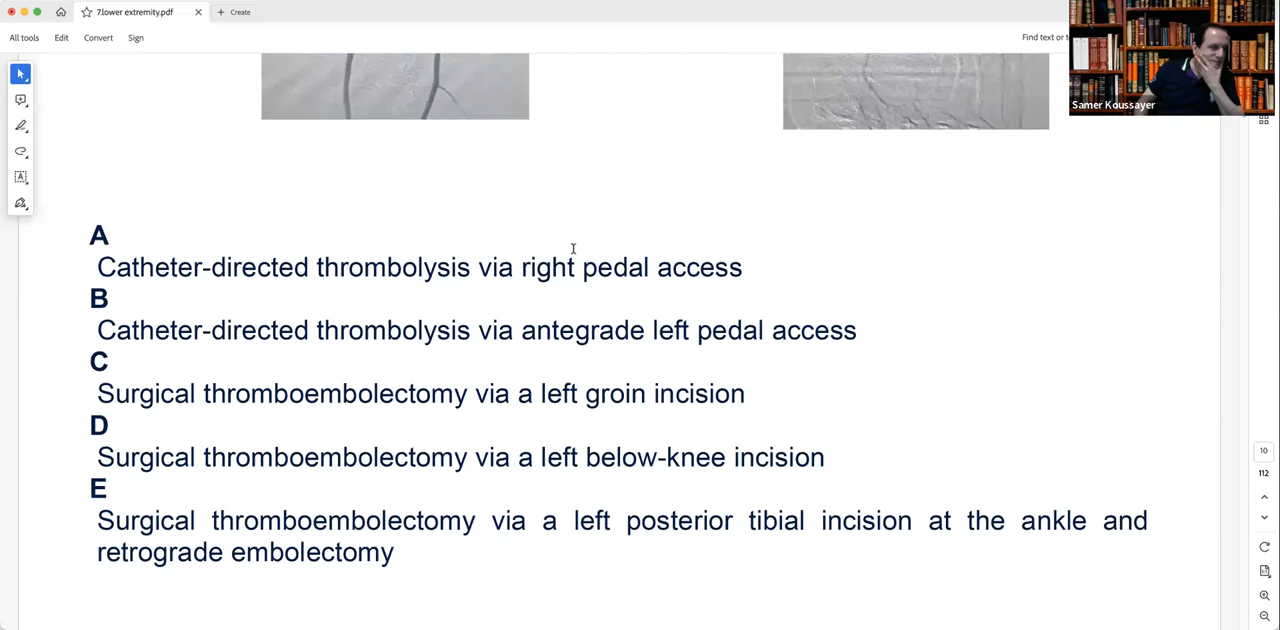 7.lower extremity.pdf
+ Create
All tools Edit Convert Sign
Find text or t
Samer Koussayer
A
Catheter-directed thrombolysis via right pedal access
B
Catheter-directed thrombolysis via antegrade left pedal access
C
Surgical thromboembolectomy via a left groin incision
D
Surgical thromboembolectomy via a left below-knee incision
E
Surgical thromboembolectomy via a left posterior tibial incision at the ankle and
retrograde embolectomy
10
112